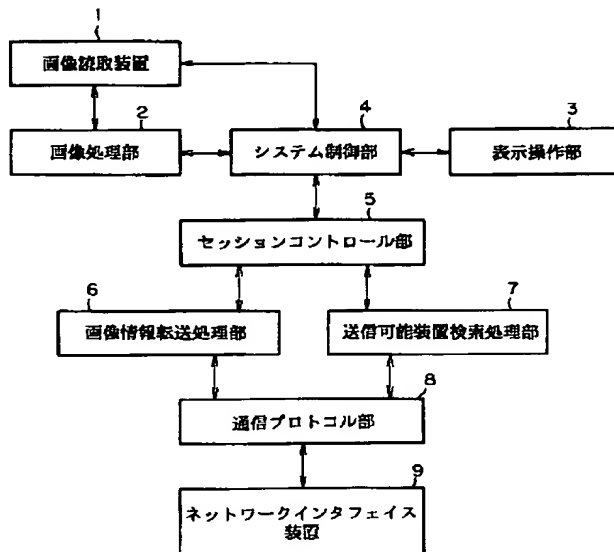 1
画像読取装置
2
画像処理部
4
システム制御部
3
表示操作部
5
セッションコントロール部
6
画像情報転送処理部
7
送信可能装置検索処理部
8
通信プロトコル部
9
ネットワークインタフェイス
装置